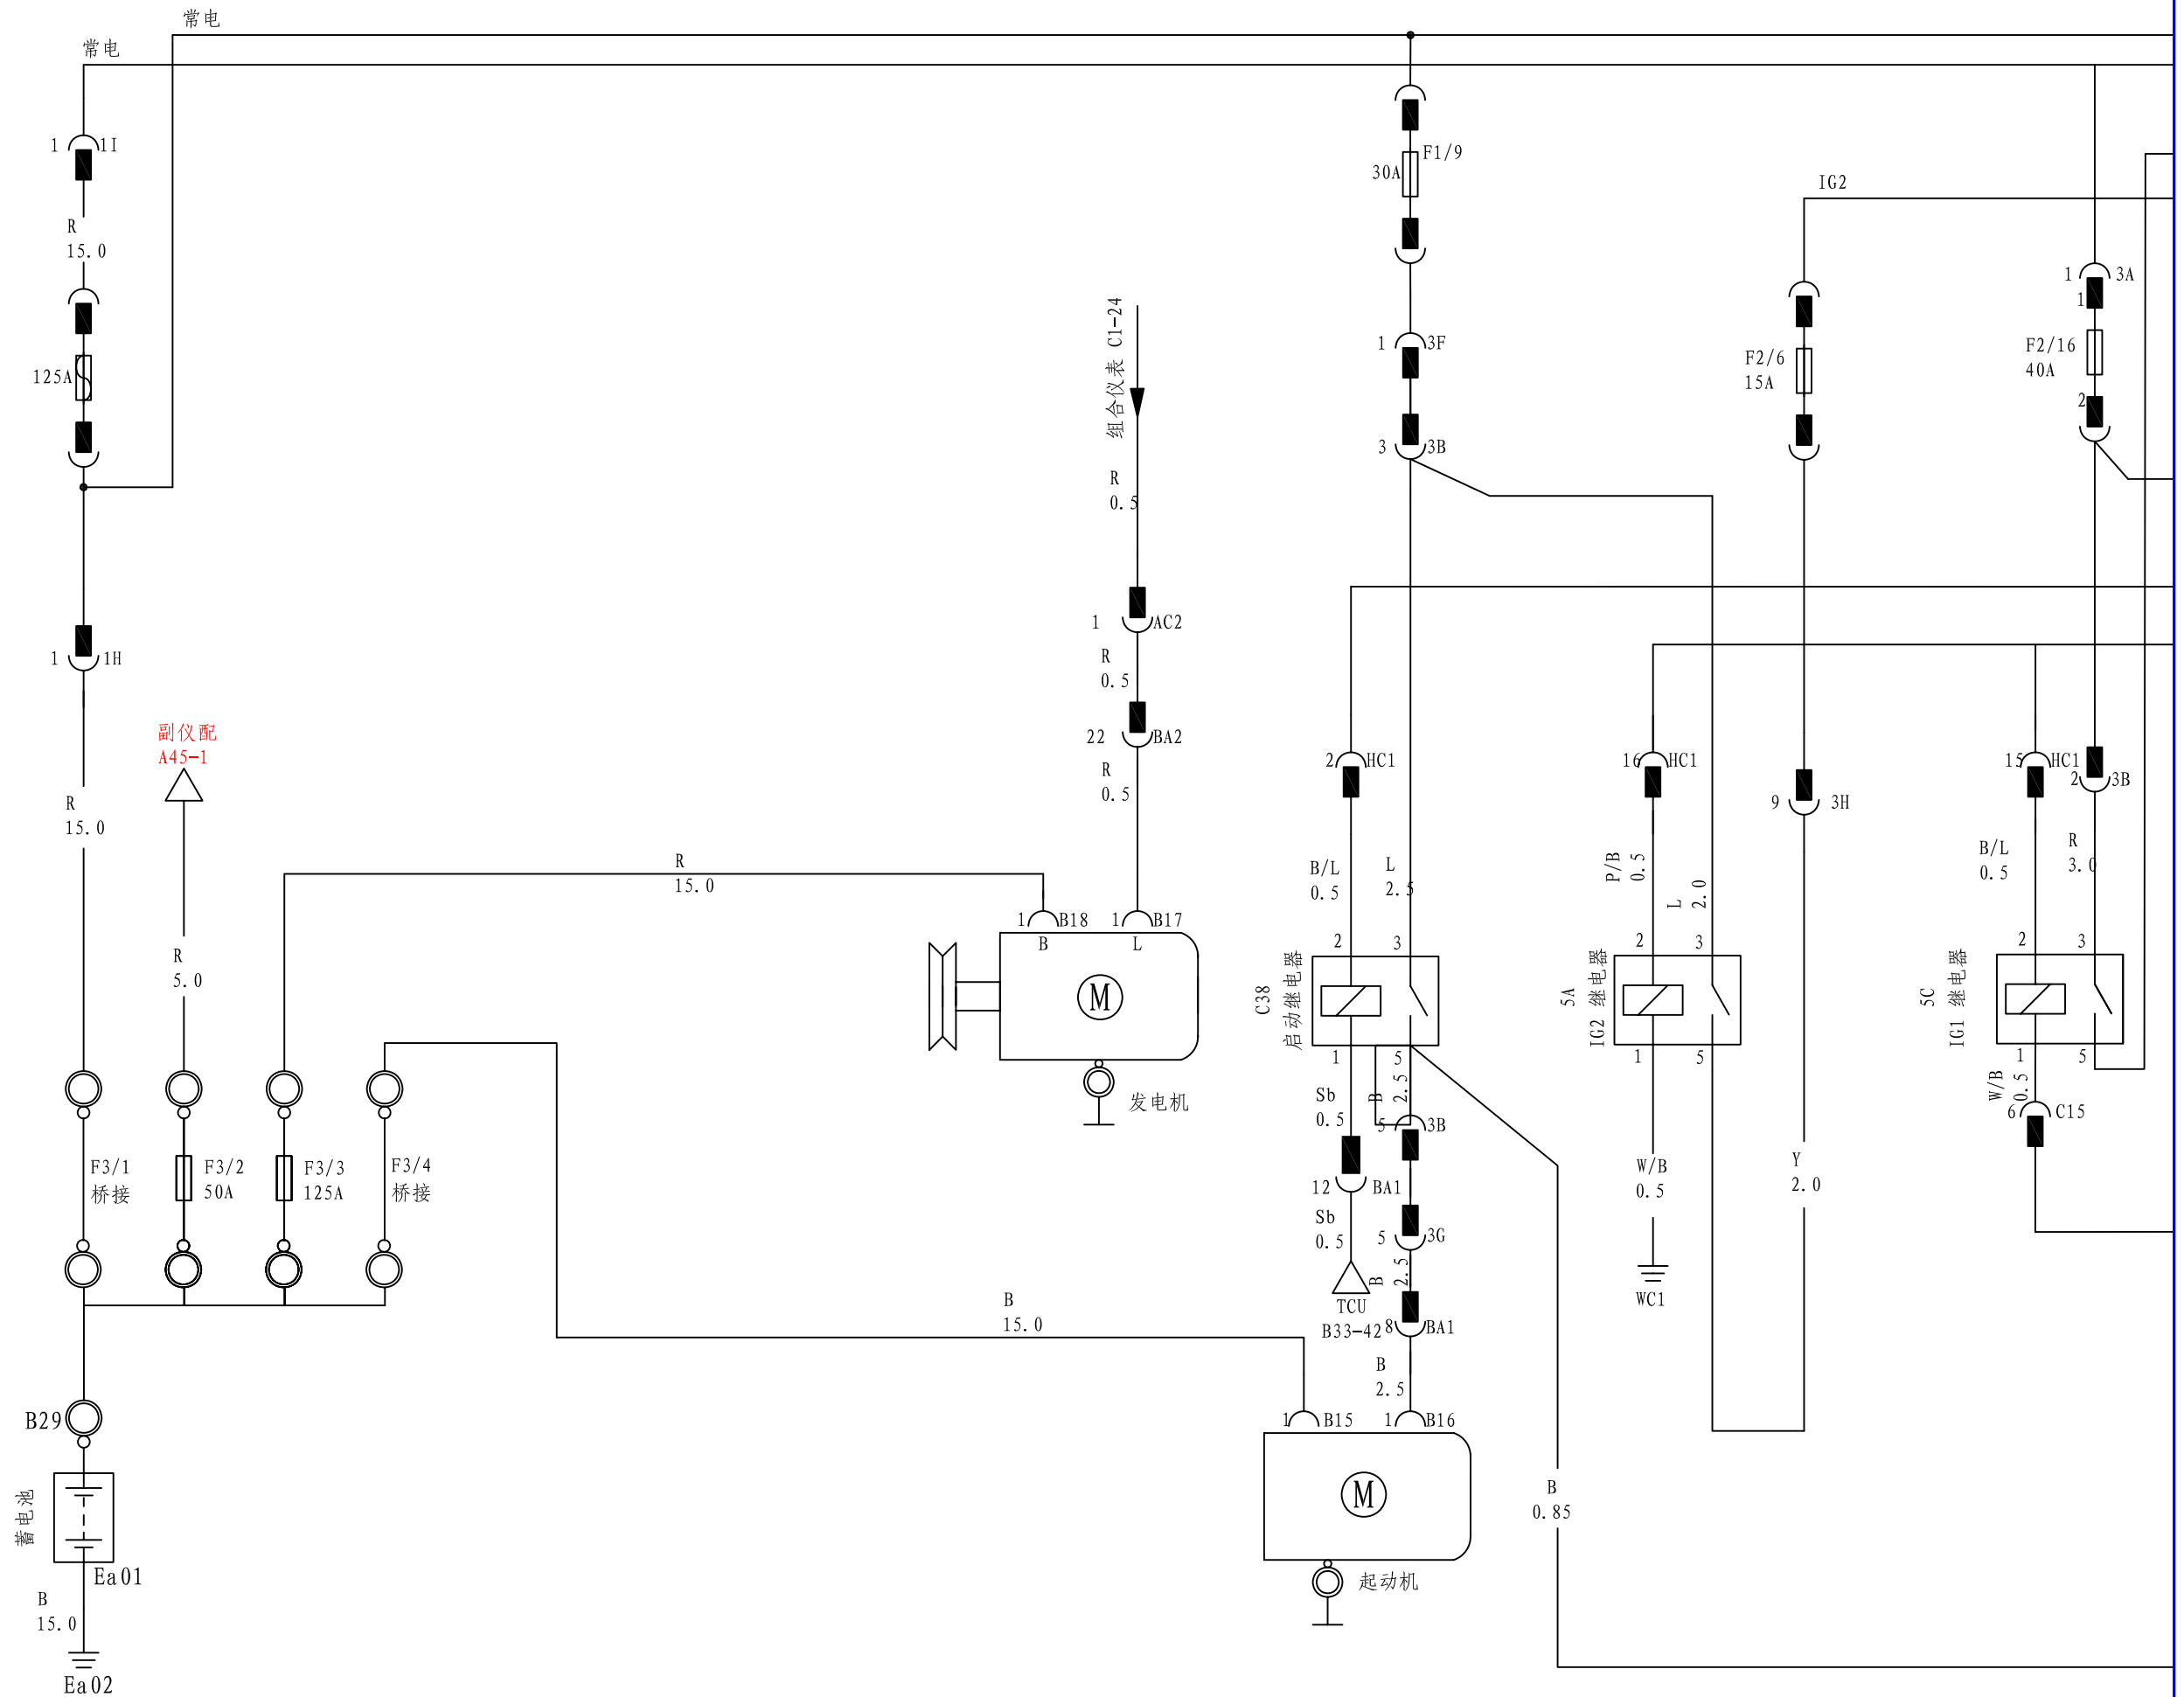 常电
常电
1 1I
R
15.0
125A
1 1H
R
15.0
副仪配
A45-1
R
5.0
F3/1
桥接
F3/2
50A
F3/3
125A
F3/4
桥接
B29
蓄电池
Ea01
B
15.0
Ea02
R
15.0
B
15.0
组合仪表 C1-24
R
0.5
1 AC2
R
0.5
22 BA2
R
0.5
1 B18
1 B17
B
L
M
发电机
F1/9
30A
1 3F
3 3B
2 HC1
B/L
0.5
L
2.5
2
3
C38
启动继电器
1
5
Sb
0.5
B
2.5
5 3B
12 BA1
Sb
0.5
5 3G
B
2.5
TCU
B33-42
8 BA1
B
2.5
1 B15
1 B16
M
起动机
B
0.85
IG2
F2/6
15A
16 HC1
P/B
0.5
L
2.0
9 3H
2
3
5A
IG2 继电器
1
5
W/B
0.5
WC1
Y
2.0
1 3A
1
F2/16
40A
2
15 HC1
2 3B
B/L
0.5
R
3.0
2
3
5C
IG1 继电器
1
5
W/B
0.5
6 C15